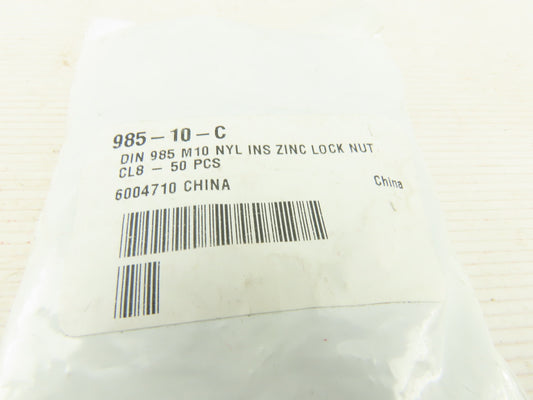 985-10-C
DIN 985 M10 NYL INS ZINC LOCK NUT
CL8 - 50 PCS
6004710 CHINA
China